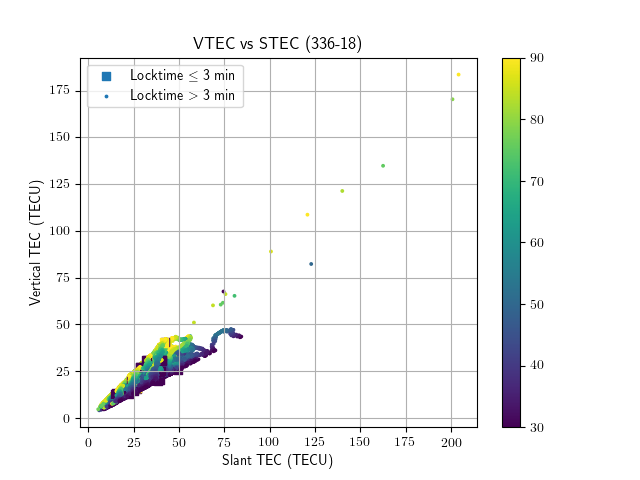 VTEC vs STEC (336-18)
Locktime ≤ 3 min
Locktime > 3 min
Vertical TEC (TECU)
175
150
125
100
75
50
25
0
0 25 50 75 100 125 150 175 200
Slant TEC (TECU)
90
80
70
60
50
40
30